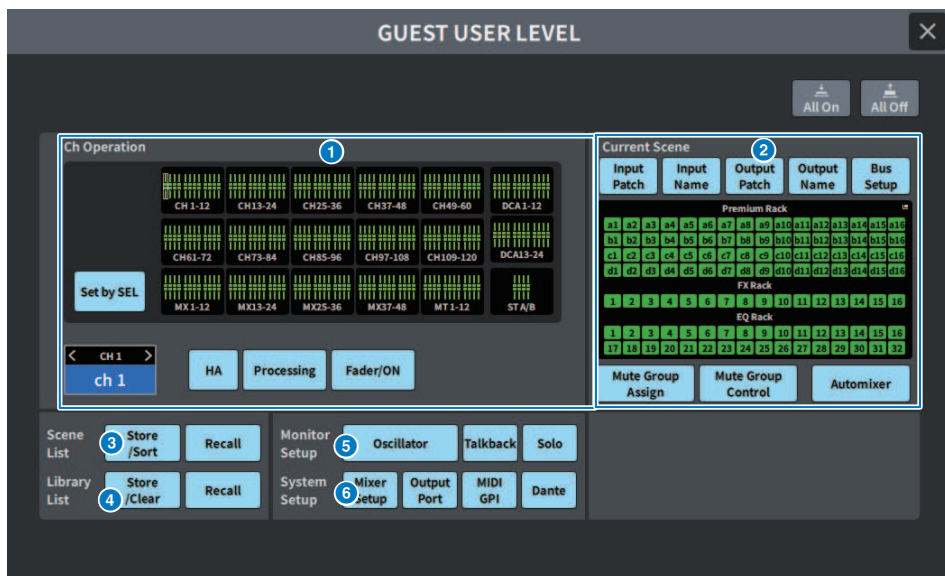 GUEST USER LEVEL
All On
All Off
Ch Operation
1
CH 1-12
CH13-24
CH25-36
CH37-48
CH49-60
DCA1-12
CH61-72
CH73-84
CH85-96
CH97-108
CH109-120
DCA13-24
Set by SEL
MX1-12
MX13-24
MX25-36
MX37-48
MT1-12
ST A/B
< CH 1 >
ch 1
HA
Processing
Fader/ON
Current Scene
2
Input Patch
Input Name
Output Patch
Output Name
Bus Setup
Premium Rack
a1 a2 a3 a4 a5 a6 a7 a8 a9 a10 a11 a12 a13 a14 a15 a16
b1 b2 b3 b4 b5 b6 b7 b8 b9 b10 b11 b12 b13 b14 b15 b16
c1 c2 c3 c4 c5 c6 c7 c8 c9 c10 c11 c12 c13 c14 c15 c16
d1 d2 d3 d4 d5 d6 d7 d8 d9 d10 d11 d12 d13 d14 d15 d16
FX Rack
1 2 3 4 5 6 7 8 9 10 11 12 13 14 15 16
EQ Rack
1 2 3 4 5 6 7 8 9 10 11 12 13 14 15 16
17 18 19 20 21 22 23 24 25 26 27 28 29 30 31 32
Mute Group Assign
Mute Group Control
Automixer
Scene List
3
Store /Sort
Recall
Library List
4
Store /Clear
Recall
Monitor Setup
5
Oscillator
Talkback
Solo
System Setup
6
Mixer Setup
Output Port
MIDI GPI
Dante